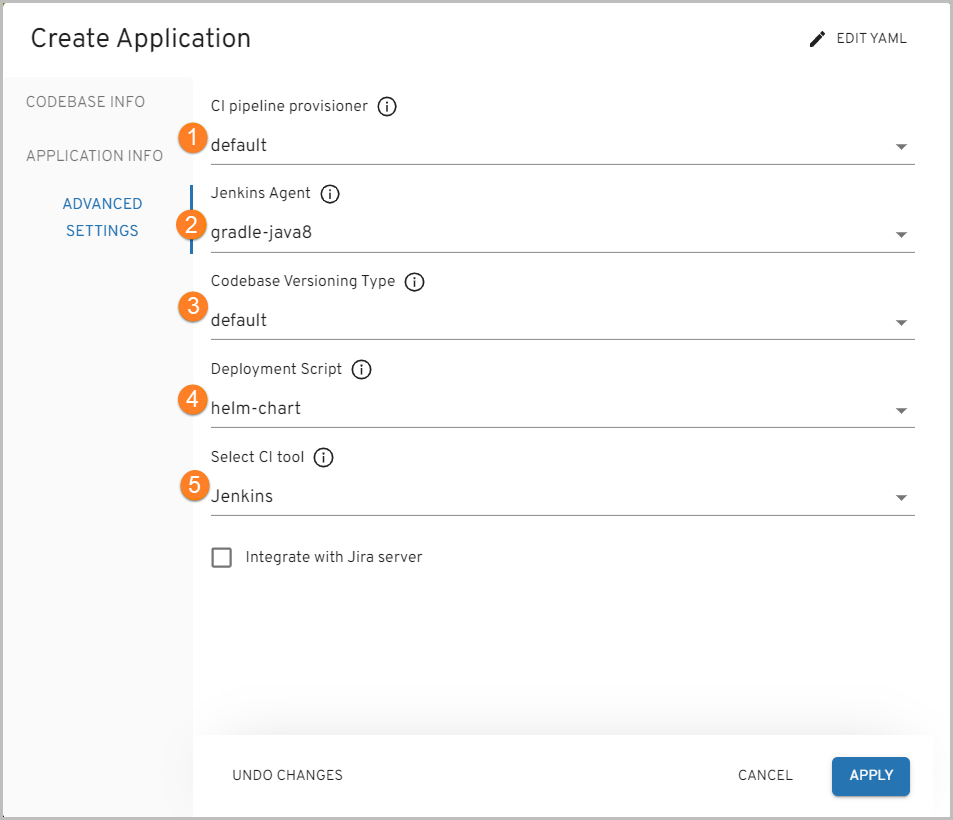 Create Application
EDIT YAML
CODEBASE INFO
APPLICATION INFO
ADVANCED
SETTINGS
CI pipeline provisioner
1
default
Jenkins Agent
2
gradle-java8
Codebase Versioning Type
3
default
Deployment Script
4
helm-chart
Select CI tool
5
Jenkins
Integrate with Jira server
UNDO CHANGES
CANCEL
APPLY